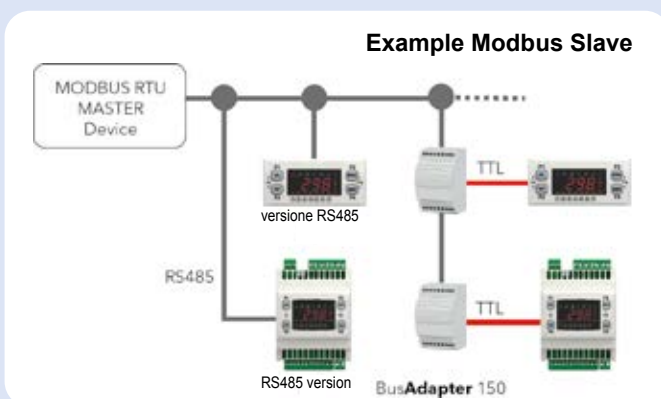 Example Modbus Slave
MODBUS RTU
MASTER
Device
TTL
versione RS485
RS485
TTL
RS485 version
BusAdapter 150